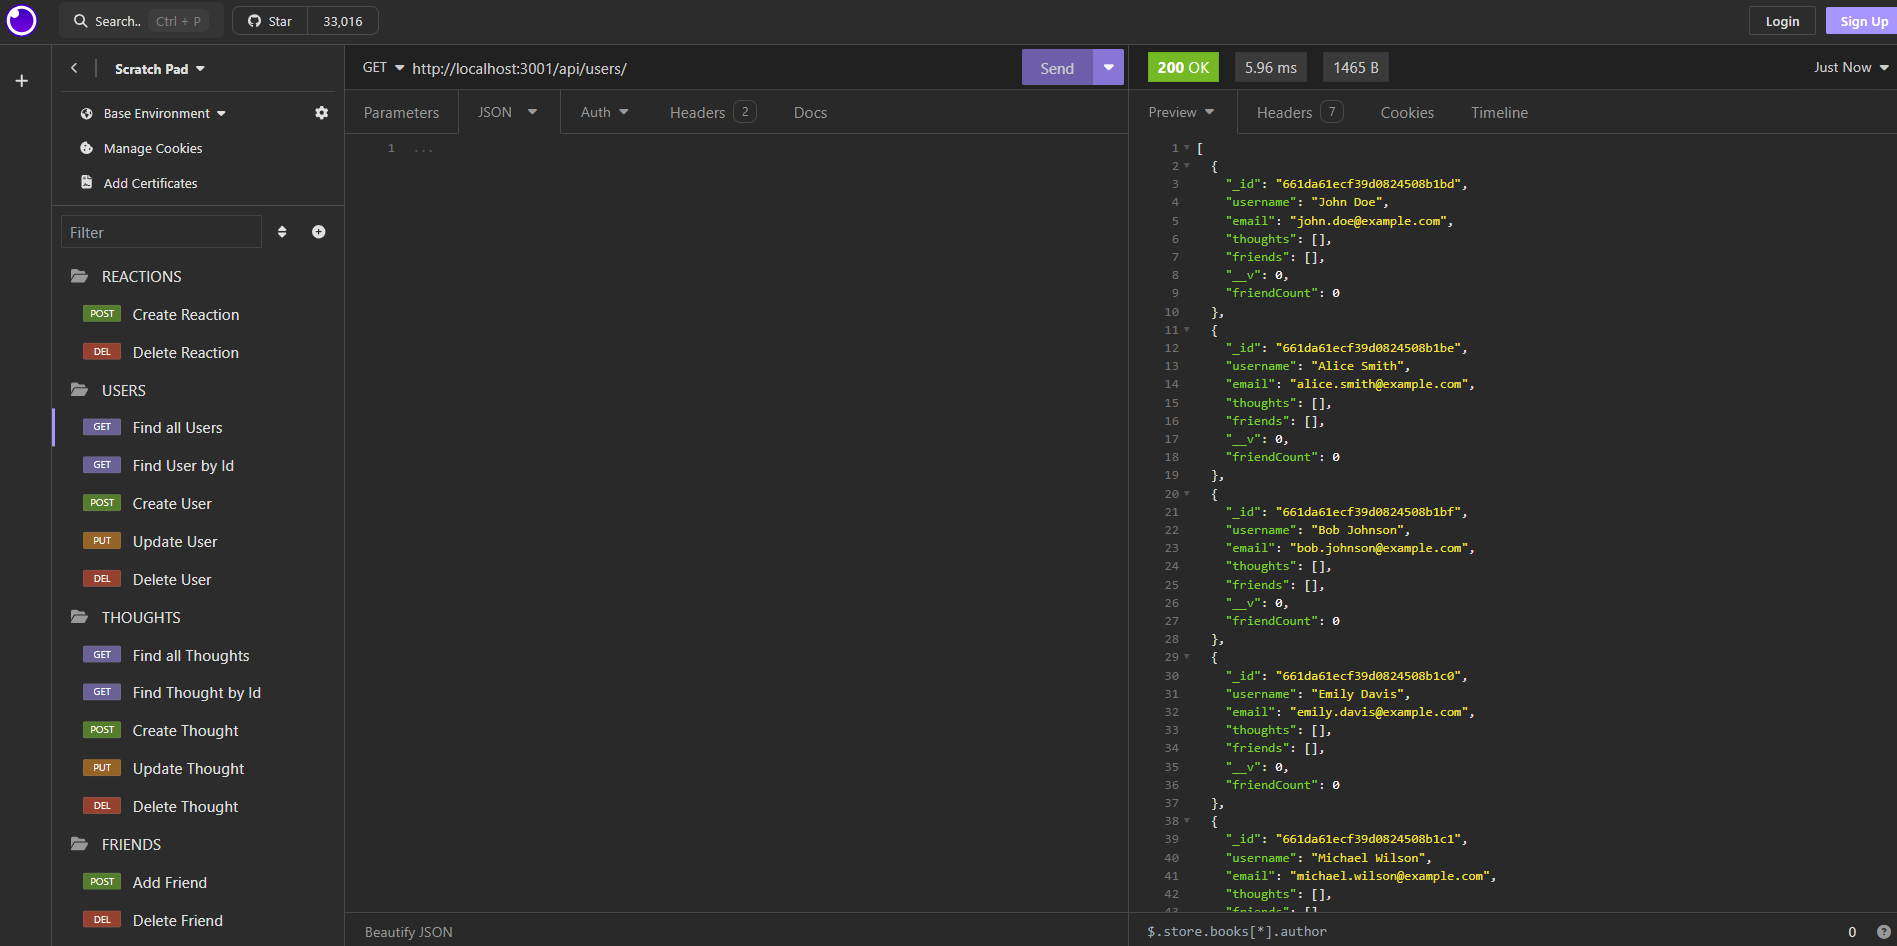 Search.. Ctrl + P
Star 33,016
Login
Sign Up
Scratch Pad
Base Environment
Manage Cookies
Add Certificates
Filter
REACTIONS
POST Create Reaction
DEL Delete Reaction
USERS
GET Find all Users
GET Find User by Id
POST Create User
PUT Update User
DEL Delete User
THOUGHTS
GET Find all Thoughts
GET Find Thought by Id
POST Create Thought
PUT Update Thought
DEL Delete Thought
FRIENDS
POST Add Friend
DEL Delete Friend
GET http://localhost:3001/api/users/ Send
Parameters JSON Auth Headers 2 Docs
1 ...
Beautify JSON
200 OK 5.96 ms 1465 B Just Now
Preview Headers 7 Cookies Timeline
1 [
2 {
3 "_id": "661da61ecf39d0824508b1bd",
4 "username": "John Doe",
5 "email": "john.doe@example.com",
6 "thoughts": [],
7 "friends": [],
8 "__v": 0,
9 "friendCount": 0
10 },
11 {
12 "_id": "661da61ecf39d0824508b1be",
13 "username": "Alice Smith",
14 "email": "alice.smith@example.com",
15 "thoughts": [],
16 "friends": [],
17 "__v": 0,
18 "friendCount": 0
19 },
20 {
21 "_id": "661da61ecf39d0824508b1bf",
22 "username": "Bob Johnson",
23 "email": "bob.johnson@example.com",
24 "thoughts": [],
25 "friends": [],
26 "__v": 0,
27 "friendCount": 0
28 },
29 {
30 "_id": "661da61ecf39d0824508b1c0",
31 "username": "Emily Davis",
32 "email": "emily.davis@example.com",
33 "thoughts": [],
34 "friends": [],
35 "__v": 0,
36 "friendCount": 0
37 },
38 {
39 "_id": "661da61ecf39d0824508b1c1",
40 "username": "Michael Wilson",
41 "email": "michael.wilson@example.com",
42 "thoughts": [],
43 "friends": [],
$.store.books[*].author 0